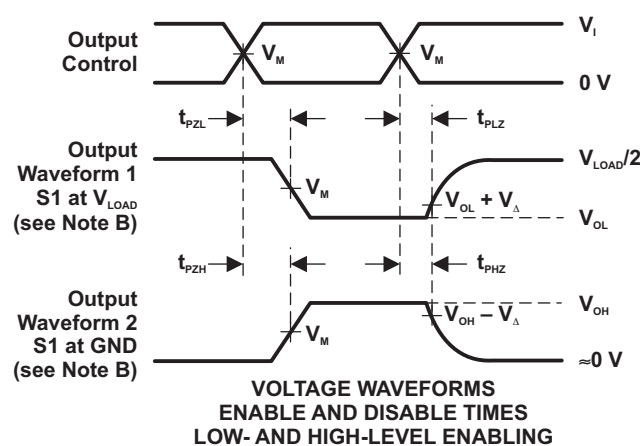 Output
Control
V_M
V_M
V_I
0 V
t_PZL
t_PLZ
Output
Waveform 1
S1 at V_LOAD
(see Note B)
V_M
V_LOAD/2
V_OL + V_Δ
V_OL
t_PZH
t_PHZ
Output
Waveform 2
S1 at GND
(see Note B)
V_M
V_OH
V_OH – V_Δ
≈0 V
VOLTAGE WAVEFORMS
ENABLE AND DISABLE TIMES
LOW- AND HIGH-LEVEL ENABLING